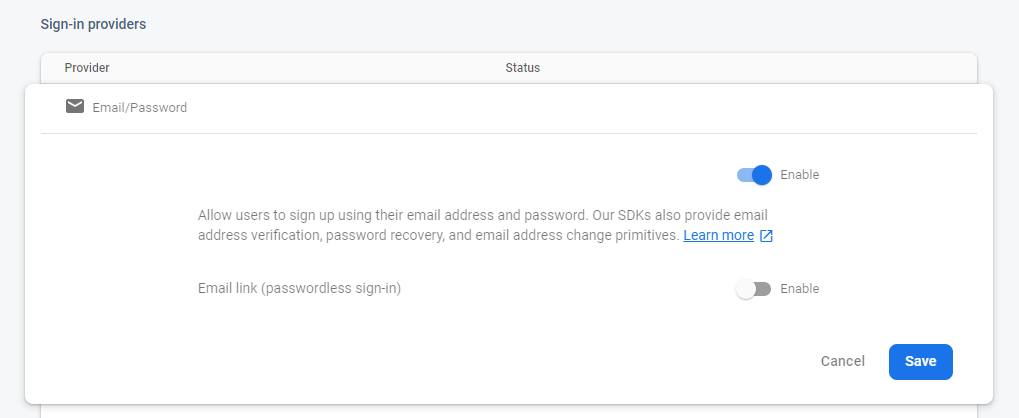 Sign-in providers
Provider Status
Email/Password
Enable
Allow users to sign up using their email address and password. Our SDKs also provide email
address verification, password recovery, and email address change primitives. Learn more
Email link (passwordless sign-in) Enable
Cancel Save